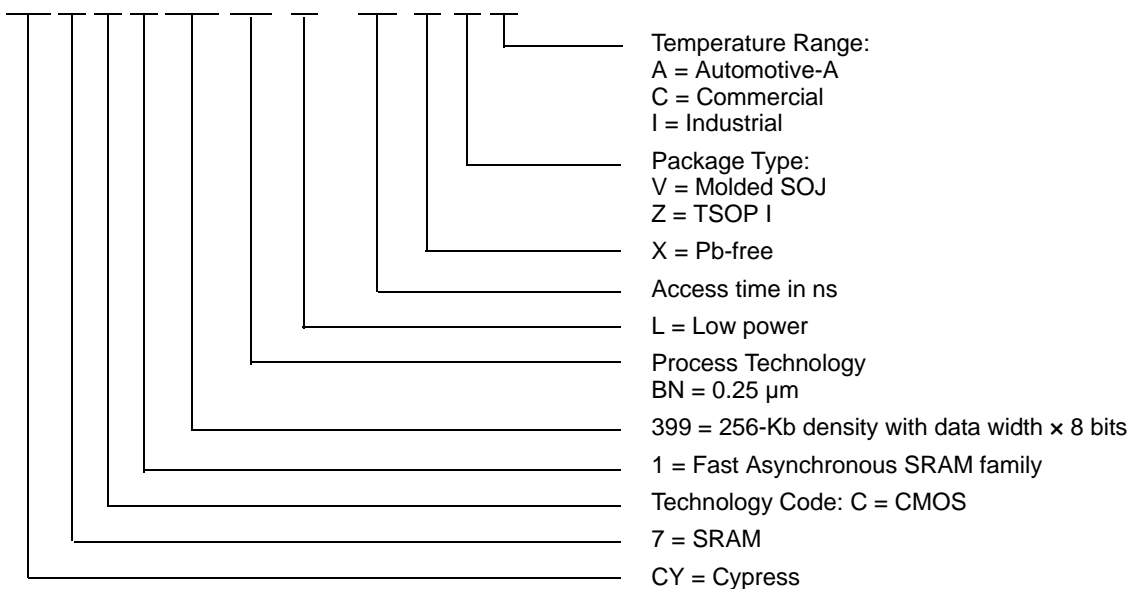 Temperature Range:
A = Automotive-A
C = Commercial
I = Industrial
Package Type:
V = Molded SOJ
Z = TSOP I
X = Pb-free
Access time in ns
L = Low power
Process Technology
BN = 0.25 µm
399 = 256-Kb density with data width × 8 bits
1 = Fast Asynchronous SRAM family
Technology Code: C = CMOS
7 = SRAM
CY = Cypress